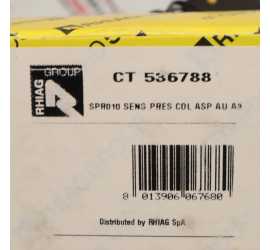 GROUP
RHIAG
CT 536788
SPR010 SENS PRES COL ASP AU A3
8 013906 067680
Distributed by RHIAG SpA